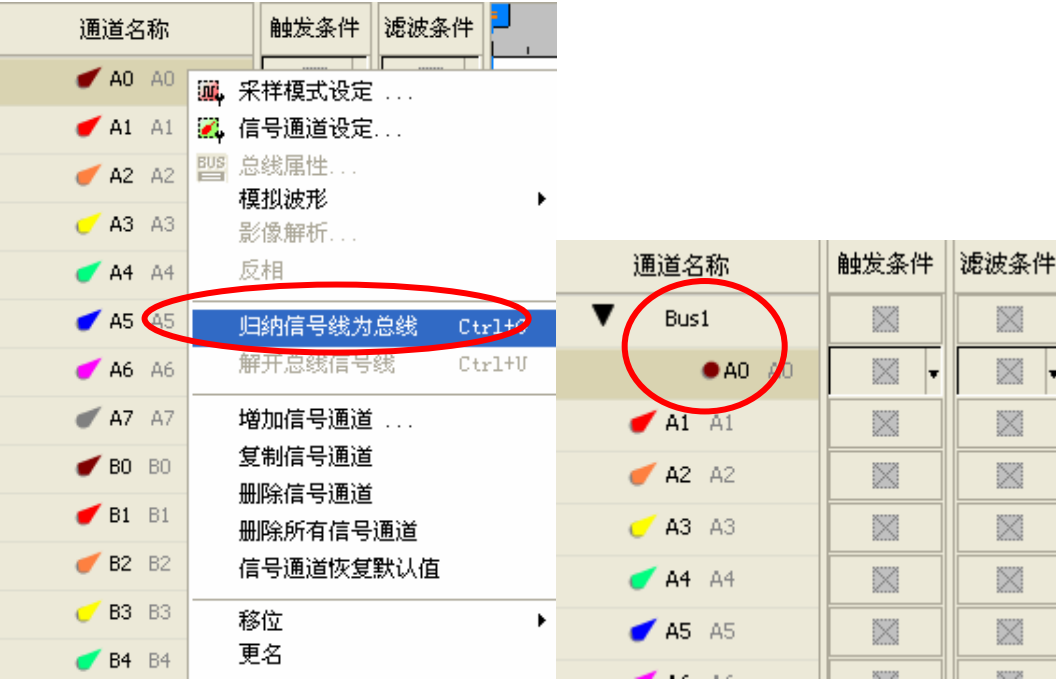 通道名称 触发条件 滤波条件
A0 A0
A1 A1
A2 A2
A3 A3
A4 A4
A5 A5
A6 A6
A7 A7
B0 B0
B1 B1
B2 B2
B3 B3
B4 B4
采样模式设定 ...
信号通道设定...
BUS 总线属性...
模拟波形
影像解析...
反相
归纳信号线为总线
解开总线信号线 Ctrl+U
增加信号通道 ...
复制信号通道
删除信号通道
删除所有信号通道
信号通道恢复默认值
移位
更名
通道名称 触发条件 滤波条件
Bus1
A0 A0
A1 A1
A2 A2
A3 A3
A4 A4
A5 A5